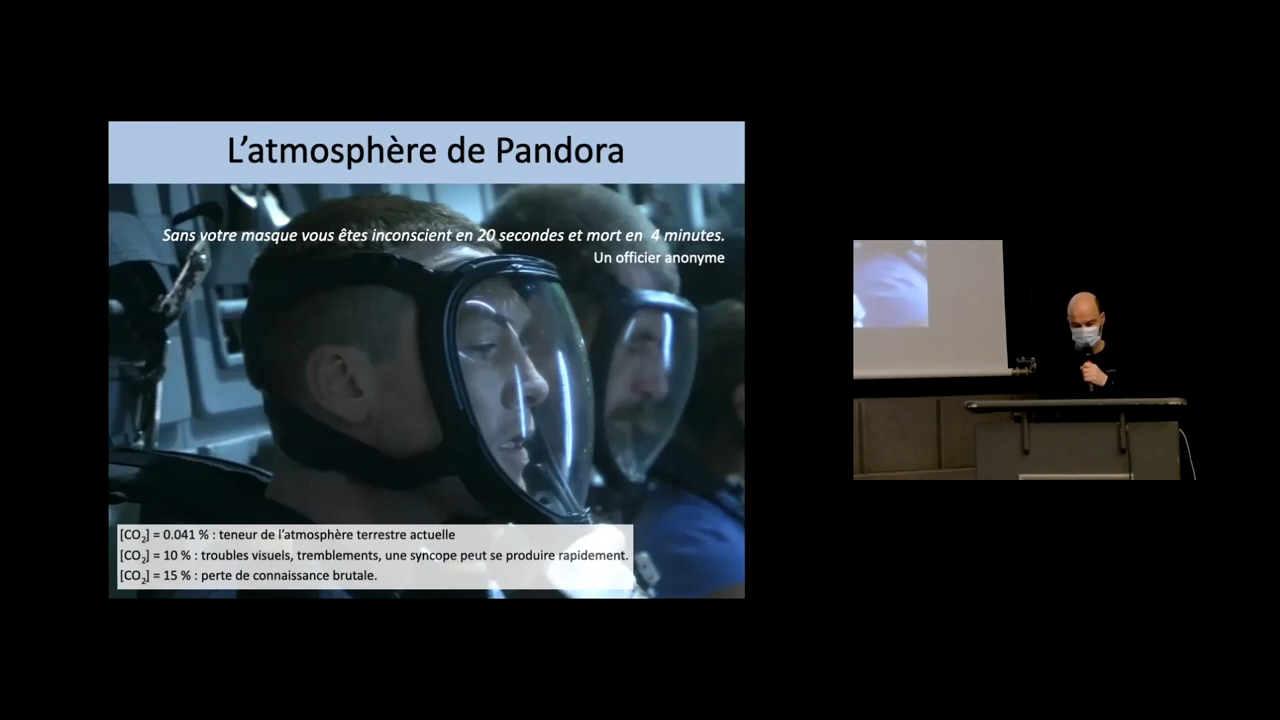 L'atmosphère de Pandora
Sans votre masque vous êtes inconscient en 20 secondes et mort en 4 minutes.
Un officier anonyme
[CO₂] = 0.041 % : teneur de l'atmosphère terrestre actuelle
[CO₂] = 10 % : troubles visuels, tremblements, une syncope peut se produire rapidement.
[CO₂] = 15 % : perte de connaissance brutale.